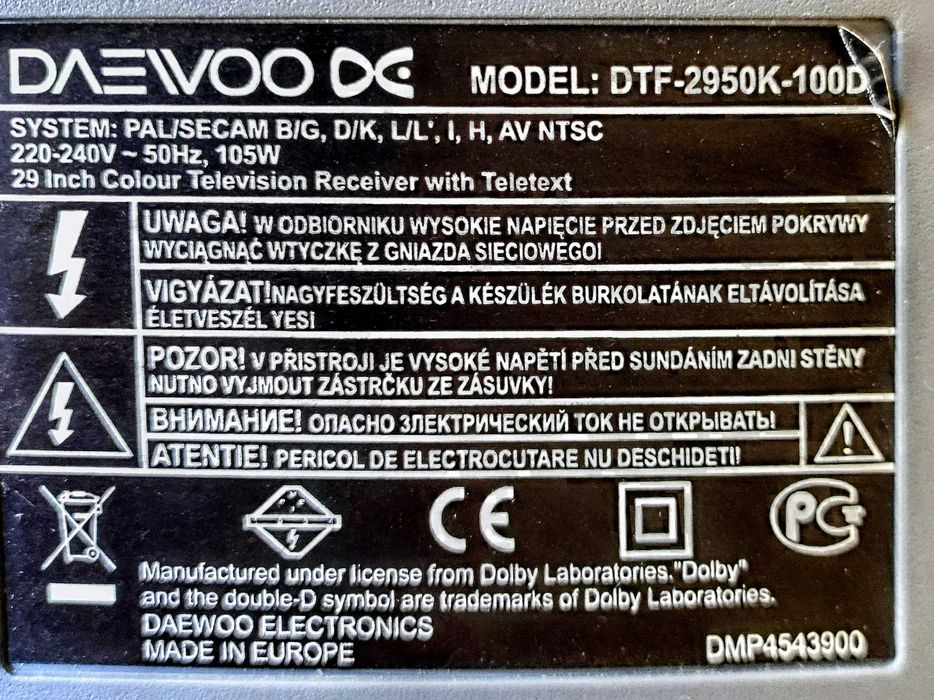 DAEWOO
MODEL: DTF-2950K-100D
SYSTEM: PAL/SECAM B/G, D/K, L/L', I, H, AV NTSC
220-240V ~ 50Hz, 105W
29 Inch Colour Television Receiver with Teletext
UWAGA! W ODBIORNIKU WYSOKIE NAPIĘCIE PRZED ZDJĘCIEM POKRYWY
WYCIĄGNĄĆ WTYCZKĘ Z GNIAZDA SIECIOWEGO!
VIGYÁZAT! NAGYFESZÜLTSÉG A KÉSZÜLÉK BURKOLATÁNAK ELTÁVOLÍTÁSA
ÉLETVESZÉLYES!
POZOR! V PŘISTROJI JE VYSOKÉ NAPĚTÍ PŘED SUNDÁNÍM ZADNI STĚNY
NUTNO VYJMOUT ZÁSTRČKU ZE ZÁSUVKY!
ВНИМАНИЕ! ОПАСНО ЭЛЕКТРИЧЕСКИЙ ТОК НЕ ОТКРЫВАТЬ!
ATENTIE! PERICOL DE ELECTROCUTARE NU DESCHIDETI!
CE
PG
Manufactured under license from Dolby Laboratories."Dolby"
and the double-D symbol are trademarks of Dolby Laboratories.
DAEWOO ELECTRONICS
MADE IN EUROPE
DMP4543900